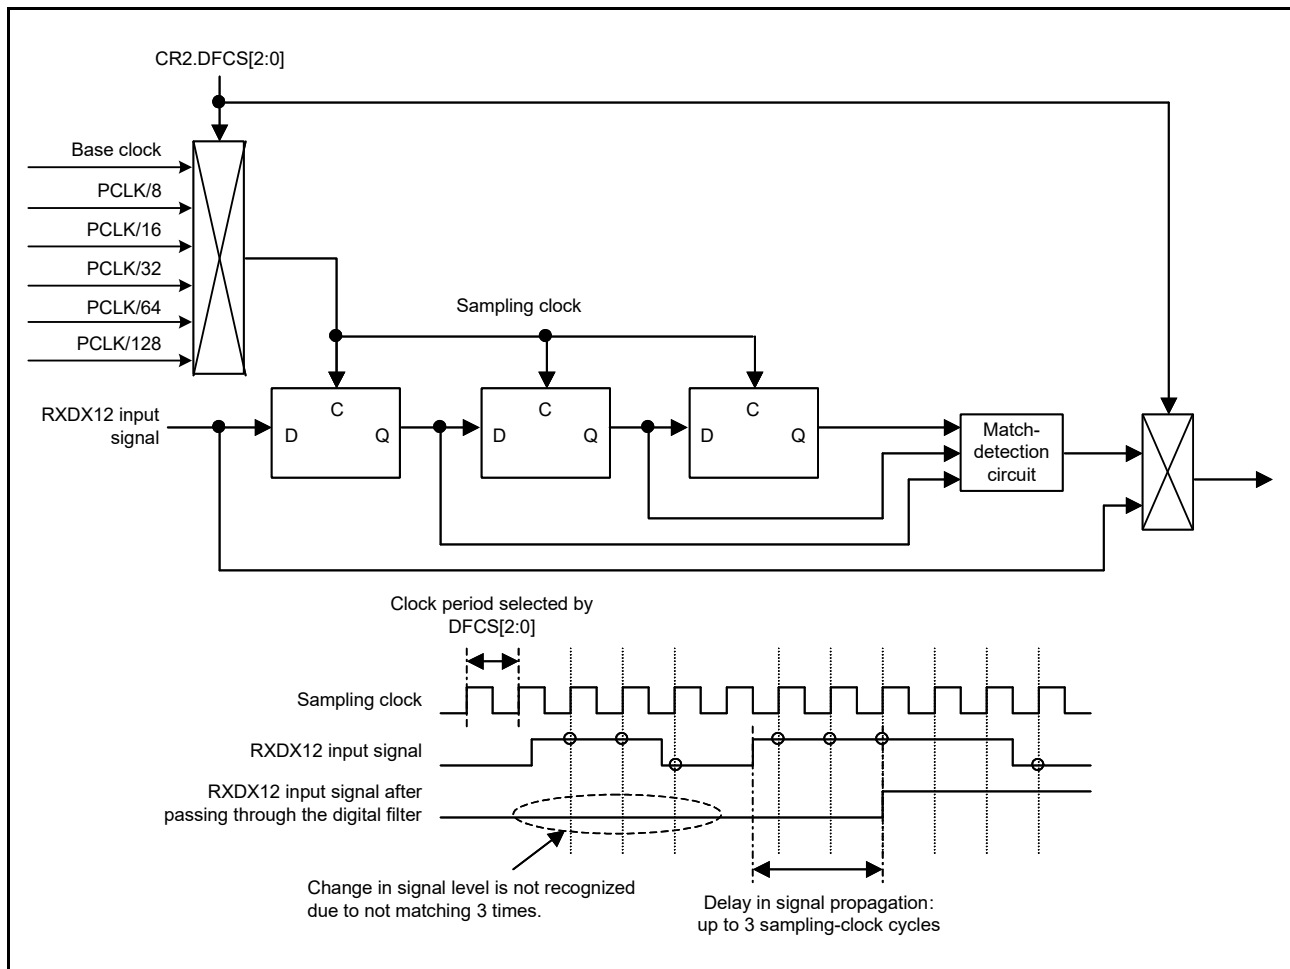 CR2.DFCS[2:0]
Base clock
PCLK/8
PCLK/16
PCLK/32
PCLK/64
PCLK/128
Sampling clock
RXDX12 input
signal
C
D
Q
C
D
Q
C
D
Q
Match-
detection
circuit
Clock period selected by
DFCS[2:0]
Sampling clock
RXDX12 input signal
RXDX12 input signal after
passing through the digital filter
Change in signal level is not recognized
due to not matching 3 times.
Delay in signal propagation:
up to 3 sampling-clock cycles